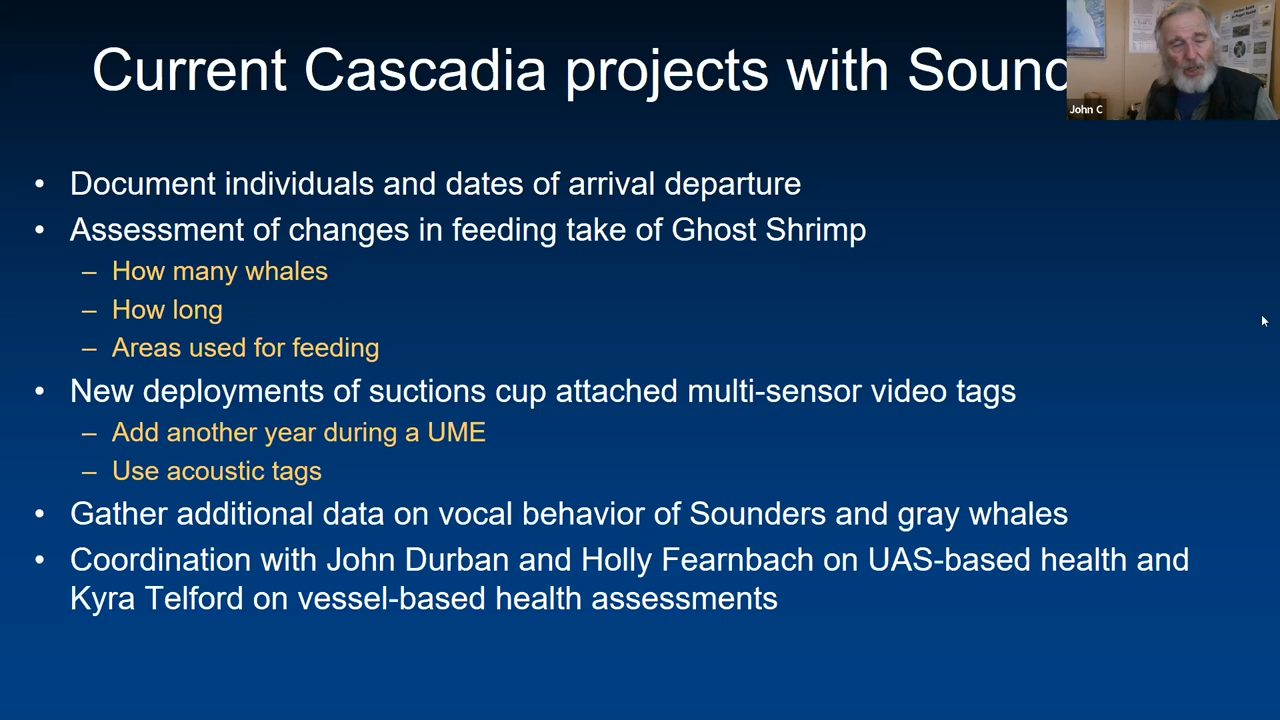 Current Cascadia projects with Sound
John C
• Document individuals and dates of arrival departure
• Assessment of changes in feeding take of Ghost Shrimp
– How many whales
– How long
– Areas used for feeding
• New deployments of suctions cup attached multi-sensor video tags
– Add another year during a UME
– Use acoustic tags
• Gather additional data on vocal behavior of Sounders and gray whales
• Coordination with John Durban and Holly Fearnbach on UAS-based health and
Kyra Telford on vessel-based health assessments